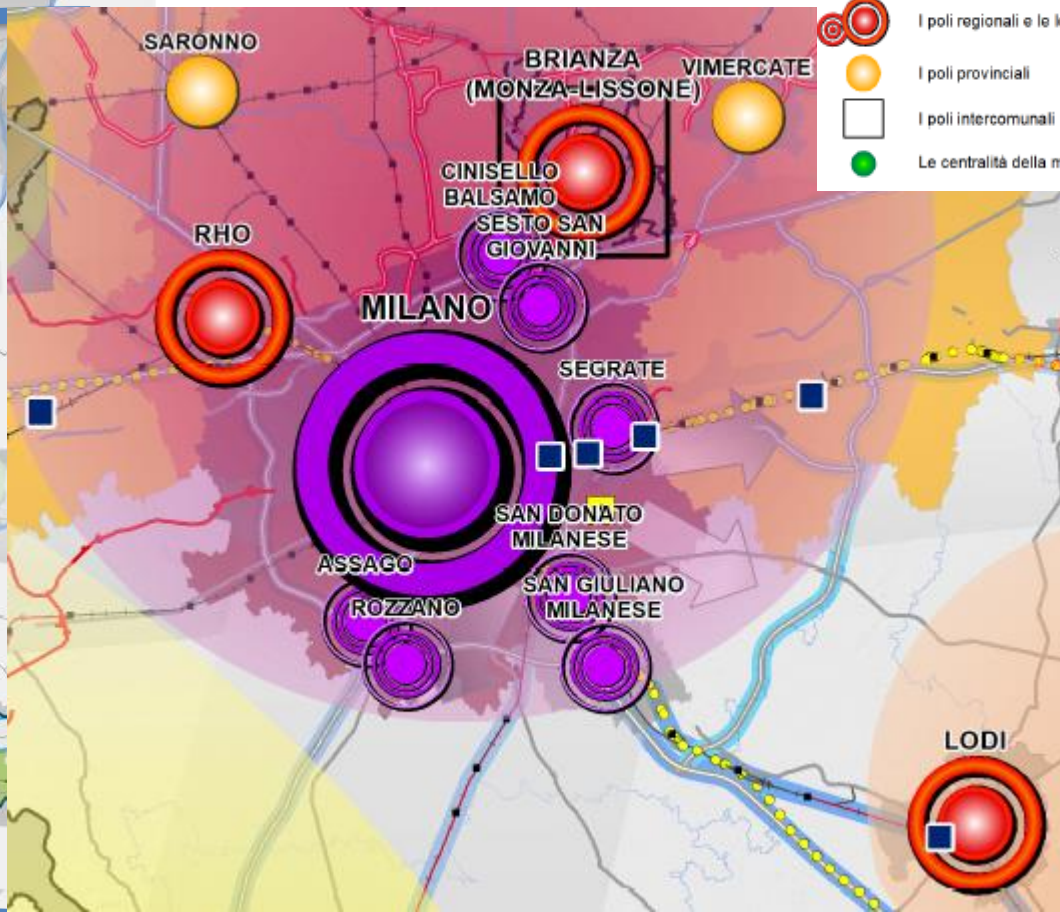 I poli regionali e le
I poli provinciali
I poli intercomunali
Le centralità della
SARONNO
BRIANZA
(MONZA-LISSONE)
VIMERCATE
CINISELLO
BALSAMO
SESTO SAN
GIOVANNI
RHO
MILANO
SEGRATE
SAN DONATO
MILANESE
ASSAGO
ROZZANO
SAN GIULIANO
MILANESE
LODI